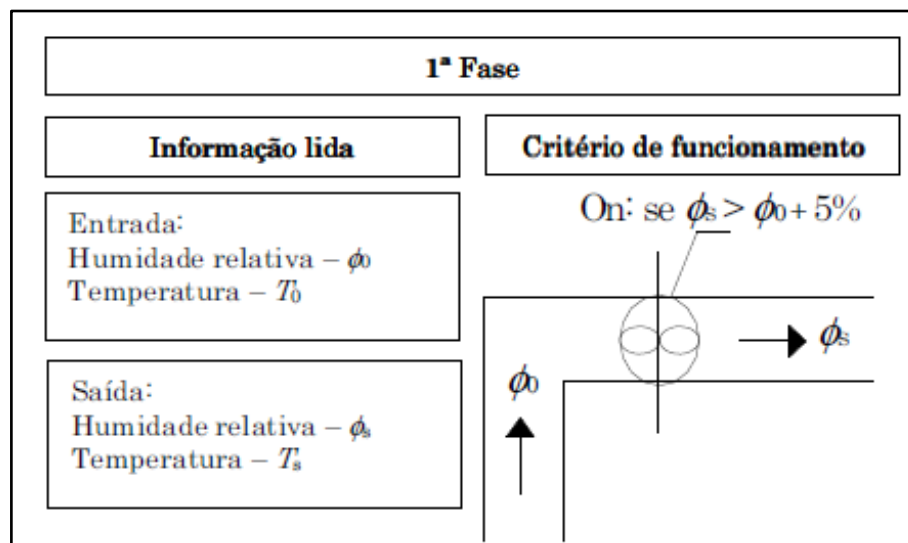 1ª Fase
Informação lida
Critério de funcionamento
Entrada:
Humidade relativa – ϕ₀
Temperatura – T₀
Saída:
Humidade relativa – ϕₛ
Temperatura – Tₛ
On: se ϕₛ > ϕ₀ + 5%
ϕₛ
ϕ₀